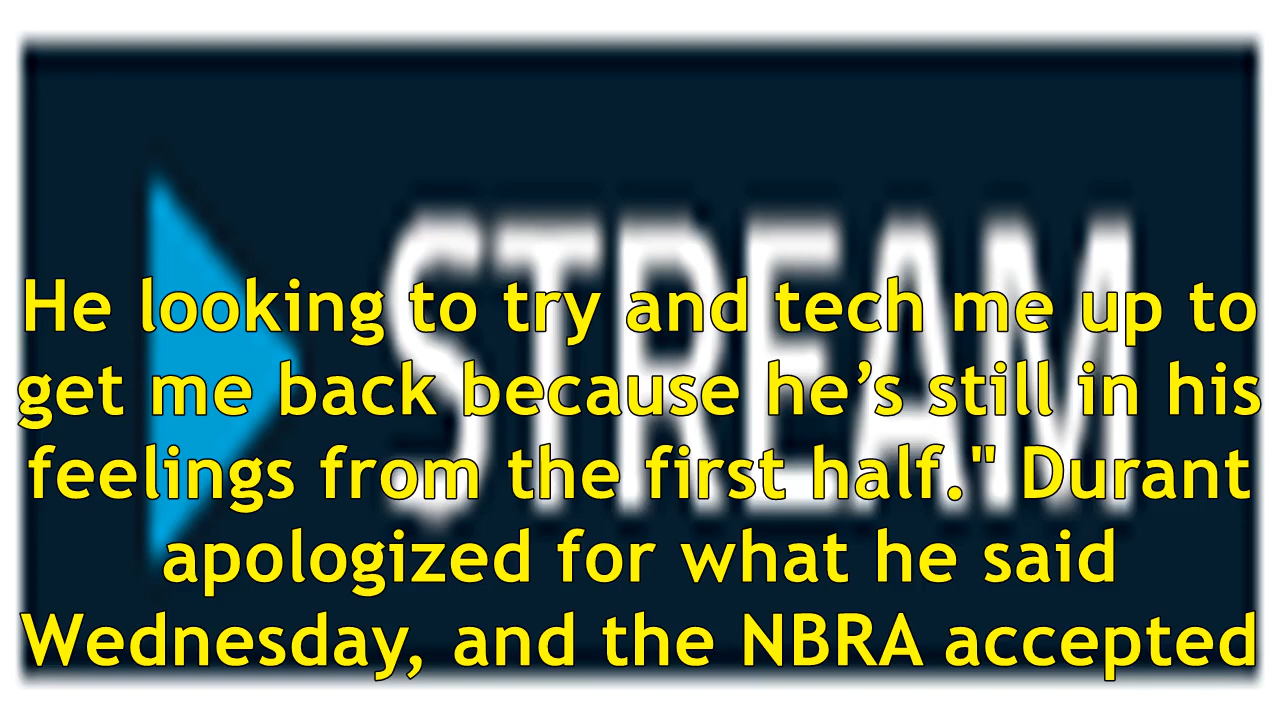 STREAM
He looking to try and tech me up to
get me back because he’s still in his
feelings from the first half." Durant
apologized for what he said
Wednesday, and the NBRA accepted